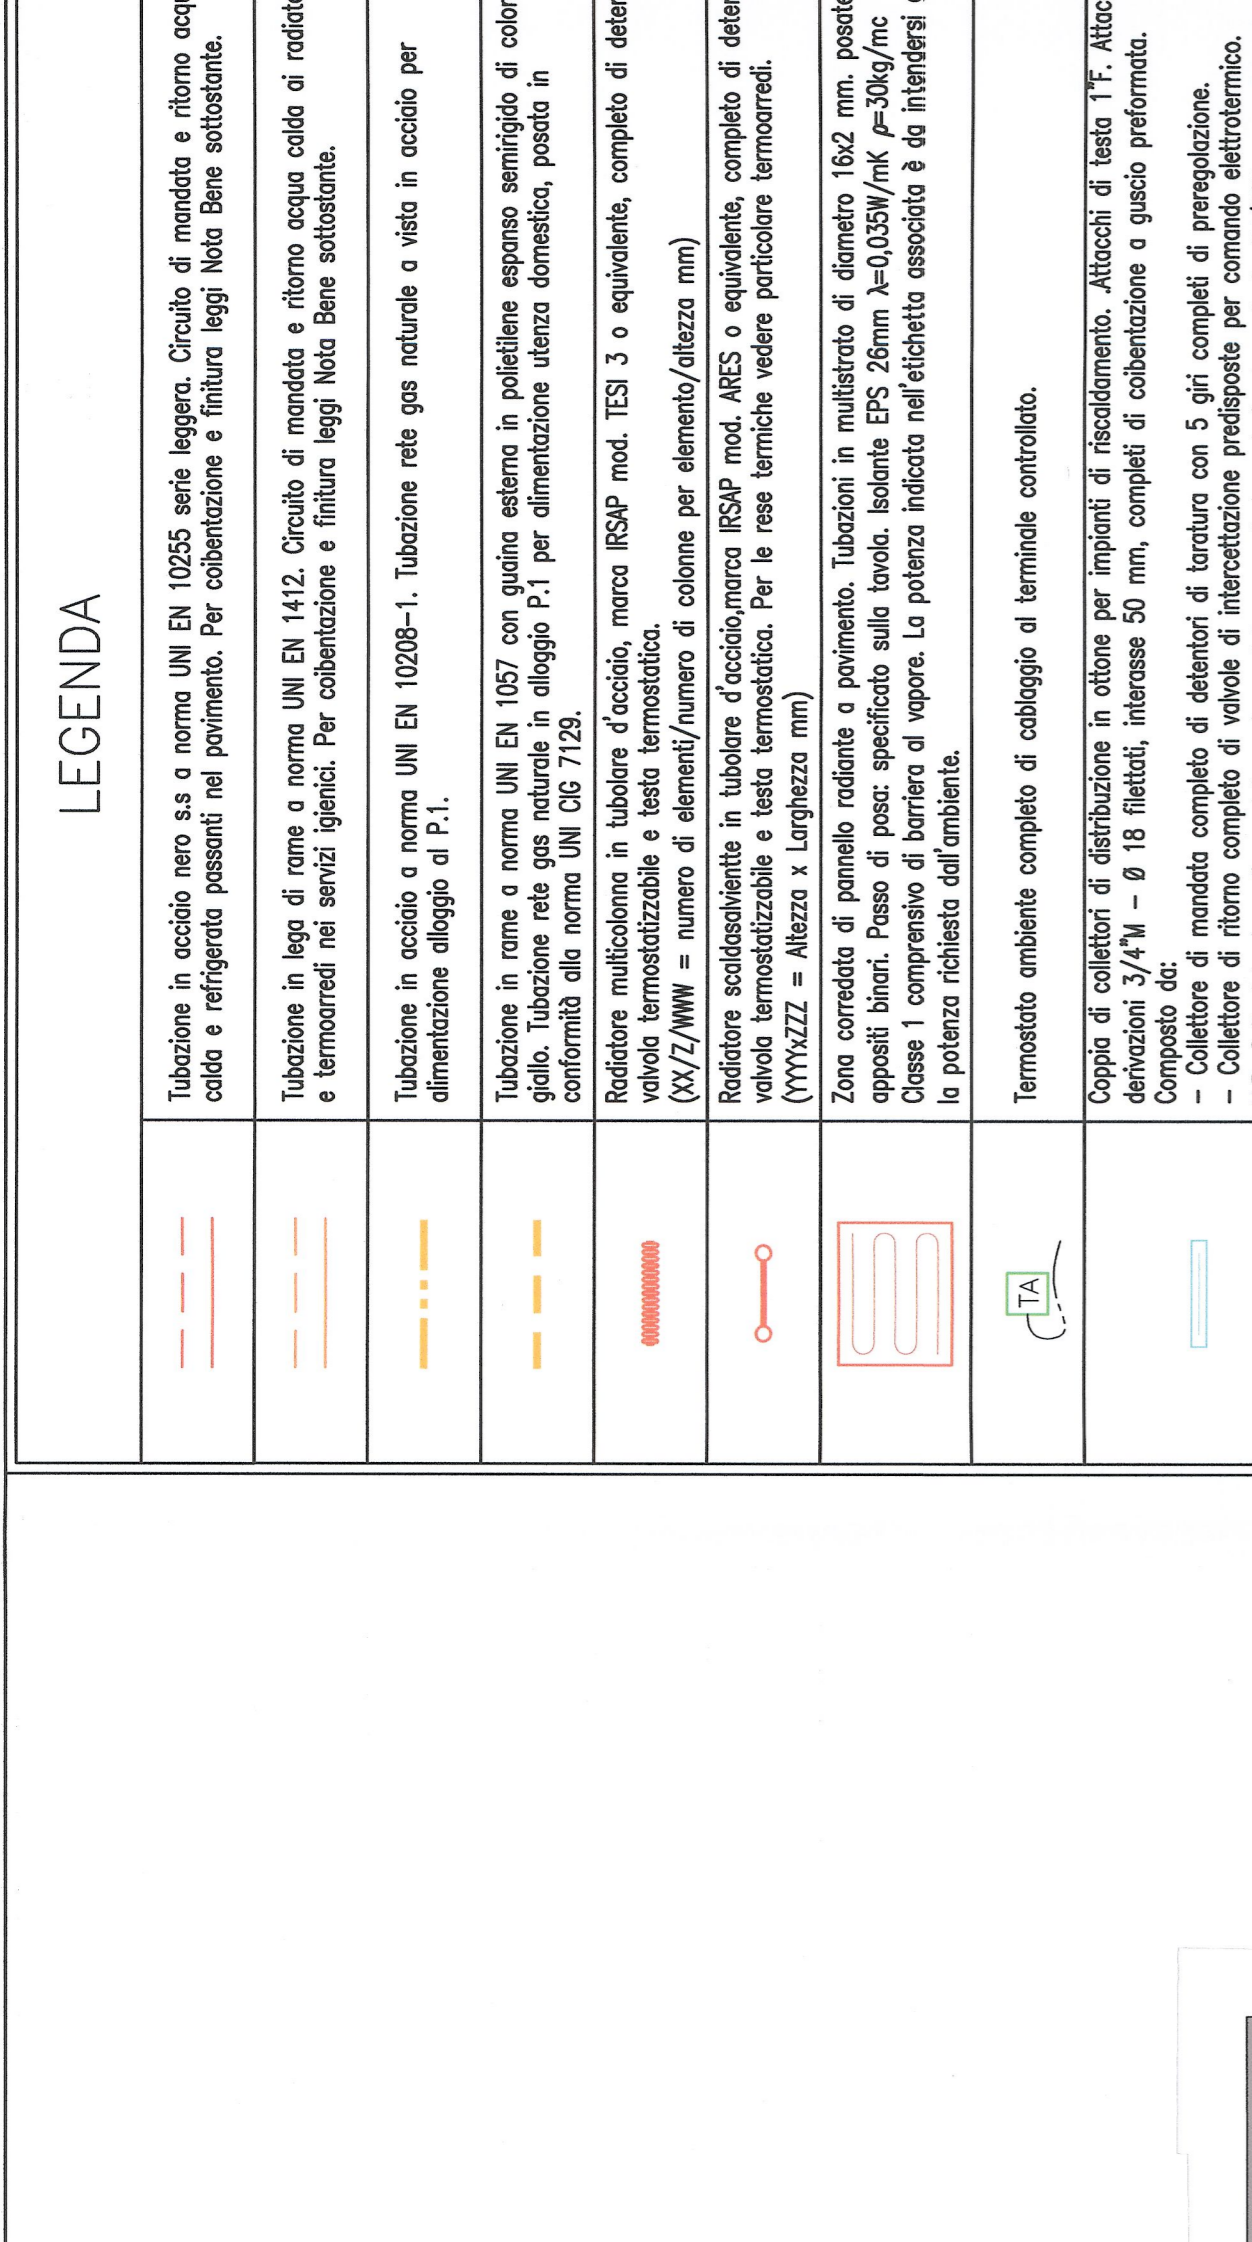 LEGENDA
Tubazione in acciaio nero s.s a norma UNI EN 10255 serie leggera. Circuito di mandata e ritorno
calda e refrigerata passanti nel pavimento. Per coibentazione e finitura leggi Nota Bene sottostante.
Tubazione in lega di rame a norma UNI EN 1412. Circuito di mandata e ritorno acqua calda ai
e termoarredi nei servizi igienici. Per coibentazione e finitura leggi Nota Bene sottostante.
Tubazione in acciaio a norma UNI EN 10208-1. Tubazione rete gas naturale a vista in acciaio per
alimentazione alloggio al P.1.
Tubazione in rame a norma UNI EN 1057 con guaina esterna in polietilene espanso semirigido di
giallo. Tubazione rete gas naturale in alloggio P.1 per alimentazione utenza domestica, posata in
conformità alla norma UNI CIG 7129.
Radiatore multicolonna in tubolare d'acciaio, marca IRSAP mod. TESI 3 o equivalente, completo di
valvola termostatizzabile e testa termostatica.
(XX/Z/WWW = numero di elementi/numero di colonne per elemento/altezza mm)
Radiatore scaldasalvientte in tubolare d'acciaio,marca IRSAP mod. ARES o equivalente, completo di
valvola termostatizzabile e testa termostatica. Per le rese termiche vedere particolare termoarredi.
(YYYYxZZZ = Altezza x Larghezza mm)
Zona corredata di pannello radiante a pavimento. Tubazioni in multistrato di diametro 16x2 mm. posate
appositi binari. Passo di posa: specificato sulla tavola. Isolante EPS 26mm λ=0,035W/mK ρ=30kg/mc
Classe 1 comprensivo di barriera al vapore. La potenza indicata nell'etichetta associata è da intendersi
la potenza richiesta dall'ambiente.
TA
Termostato ambiente completo di cablaggio al terminale controllato.
Coppia di collettori di distribuzione in ottone per impianti di riscaldamento. .Attacchi di testa 1"F.
derivazioni 3/4"M - Ø 18 filettati, interasse 50 mm, completi di coibentazione a guscio preformata.
Composto da:
- Collettore di mandata completo di detentori di taratura con 5 giri completi di preregolazione.
- Collettore di ritorno completo di valvole di intercettazione predisposte per comando elettrotermico.